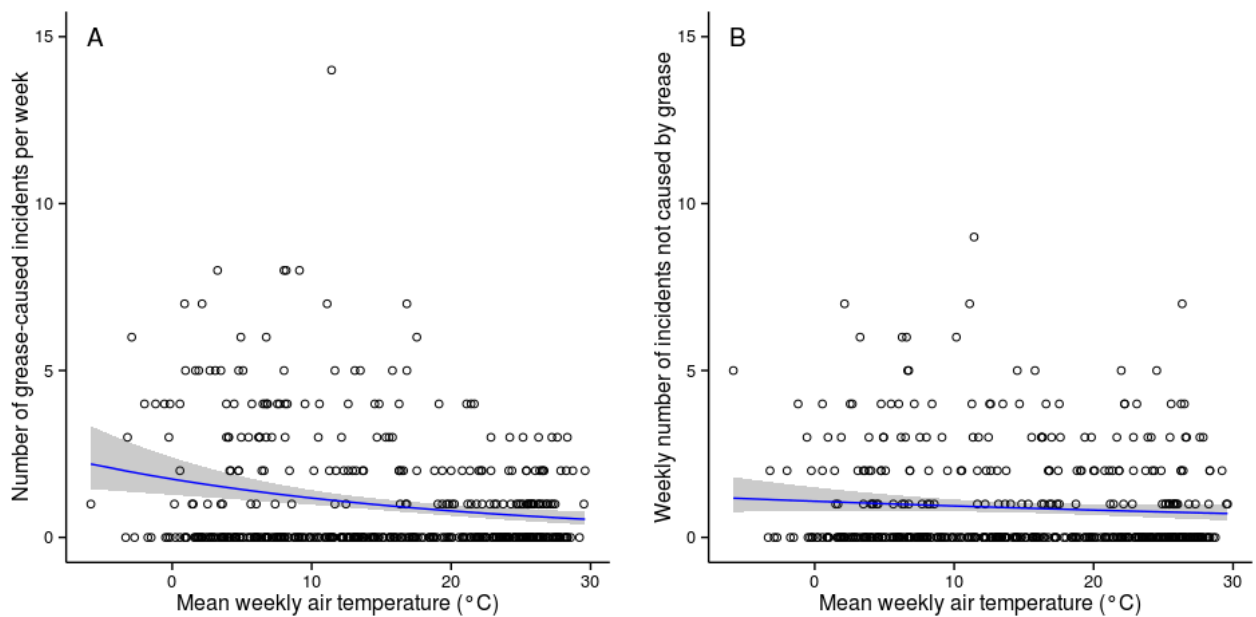 A
15
10
5
0
0
10
20
30
Number of grease-caused incidents per week
Mean weekly air temperature (°C)
B
15
10
5
0
0
10
20
30
Weekly number of incidents not caused by grease
Mean weekly air temperature (°C)